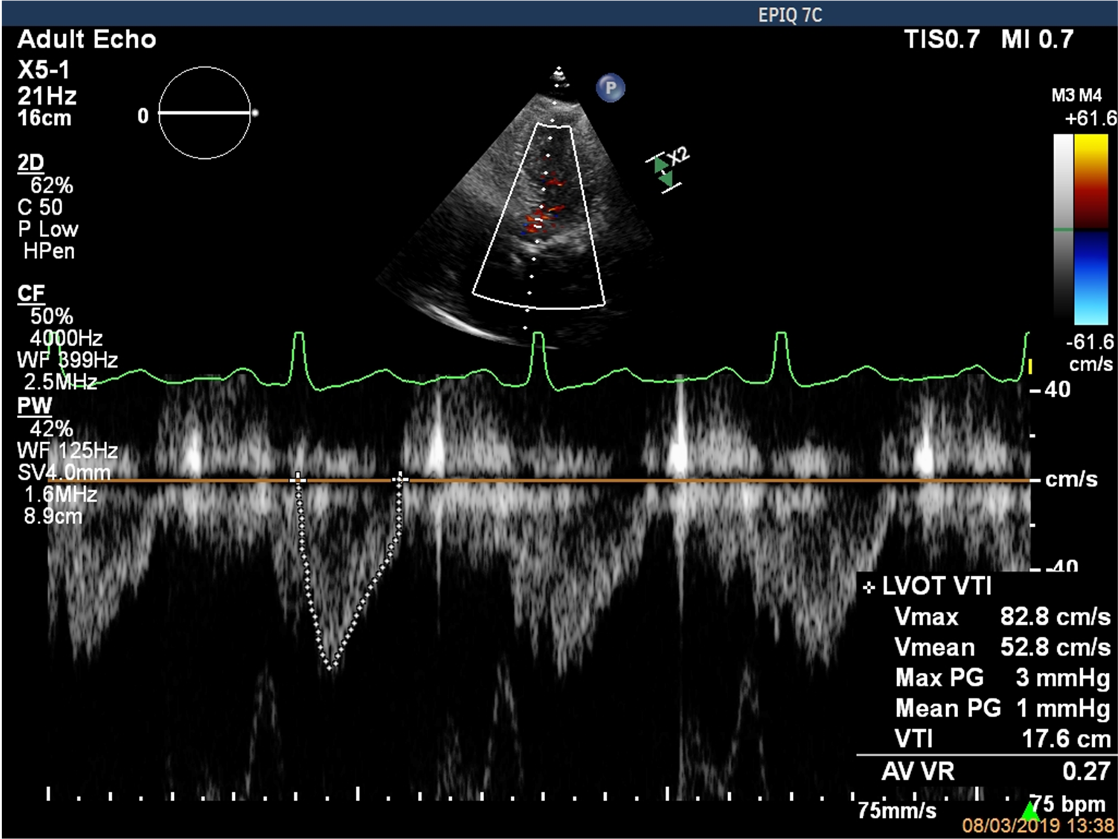 EPIQ 7C
Adult Echo
TIS0.7 MI 0.7
X5-1
21Hz
16cm
0
P
X2
M3 M4
+61.6
-61.6
cm/s
2D
62%
C 50
P Low
HPen
CF
50%
4000Hz
WF 399Hz
2.5MHz
PW
42%
WF 125Hz
SV4.0mm
1.6MHz
8.9cm
40
cm/s
-40
LVOT VTI
Vmax 82.8 cm/s
Vmean 52.8 cm/s
Max PG 3 mmHg
Mean PG 1 mmHg
VTI 17.6 cm
AV VR 0.27
75mm/s
75 bpm
08/03/2019 13:38